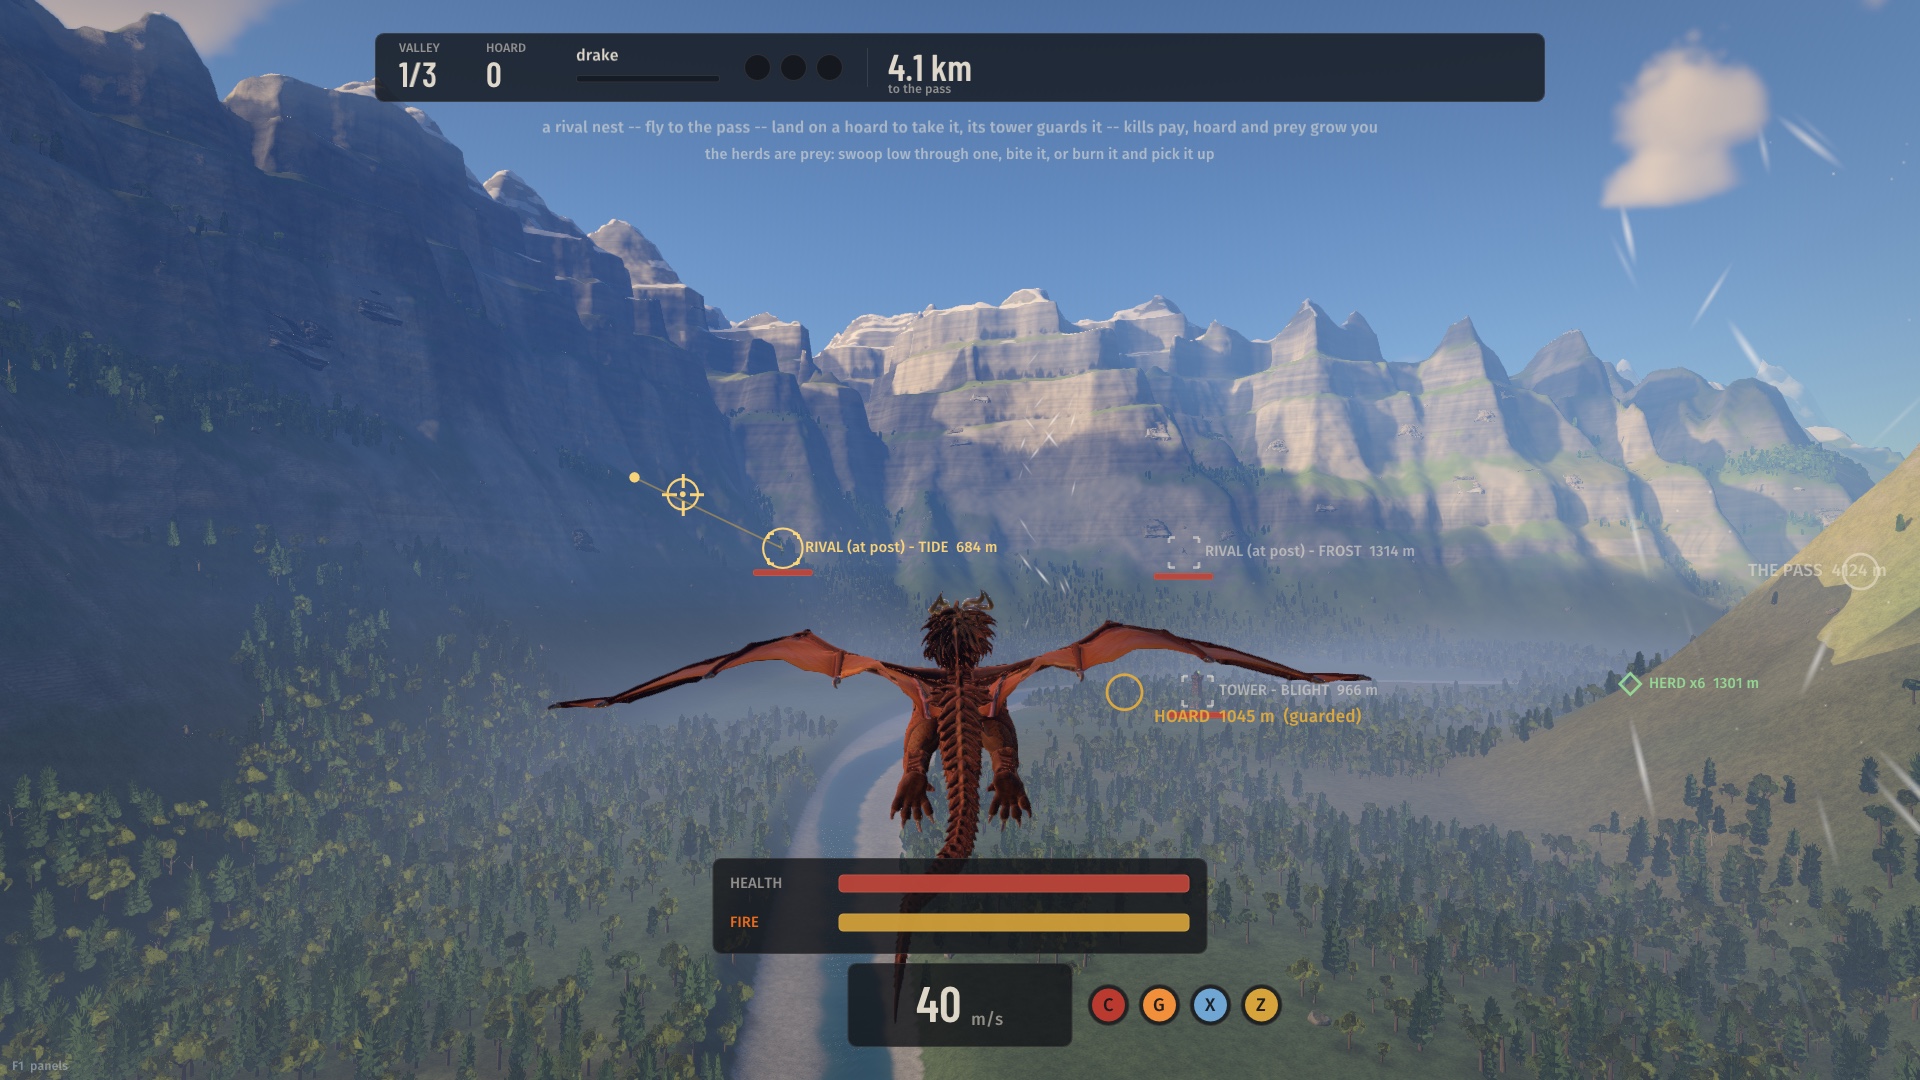 VALLEY
1/3
HOARD
0
drake
4.1 km
to the pass
a rival nest -- fly to the pass -- land on a hoard to take it, its tower guards it -- kills pay, hoard and prey grow you
the herds are prey: swoop low through one, bite it, or burn it and pick it up
RIVAL (at post) - TIDE 684 m
RIVAL (at post) - FROST 1314 m
THE PASS 4124 m
HERD x6 1301 m
TOWER - BLIGHT 966 m
HOARD 1045 m (guarded)
HEALTH
FIRE
40 m/s
C G X Z
F1 panels